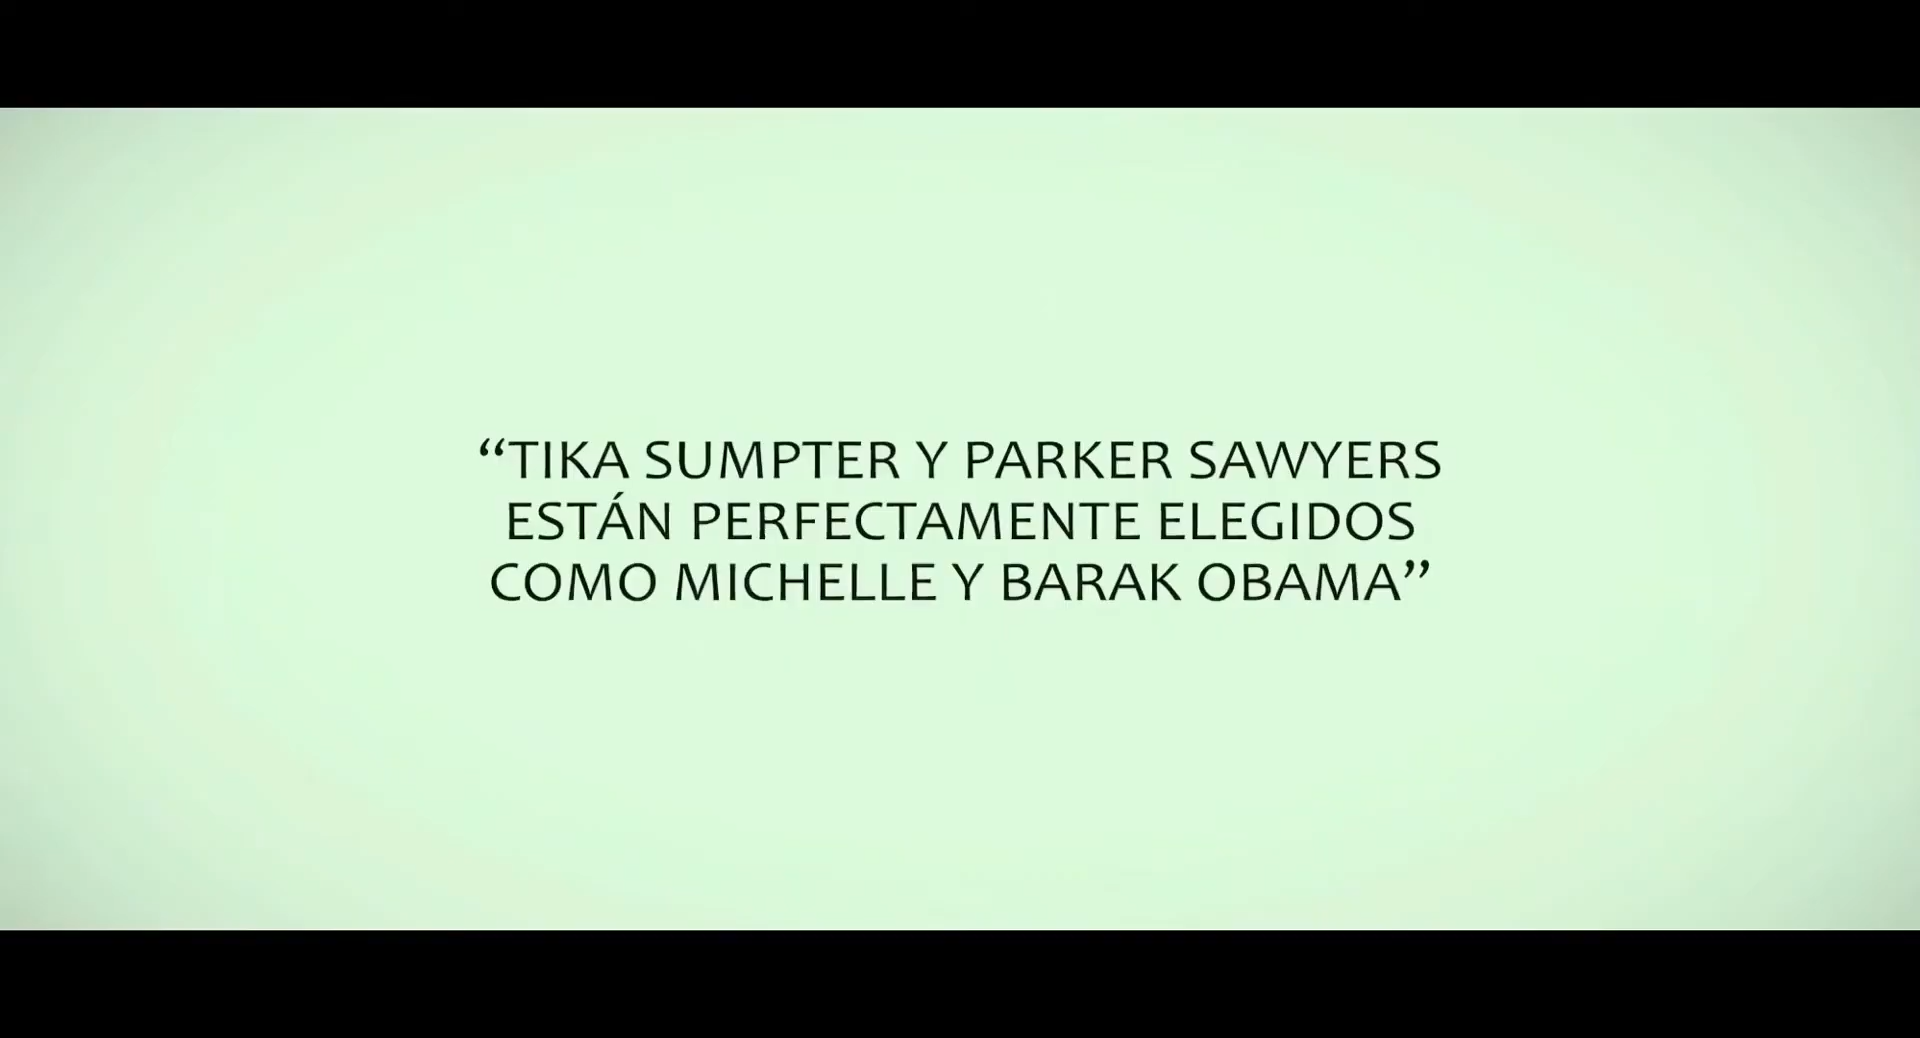 “TIKA SUMPTER Y PARKER SAWYERS
ESTÁN PERFECTAMENTE ELEGIDOS
COMO MICHELLE Y BARAK OBAMA”